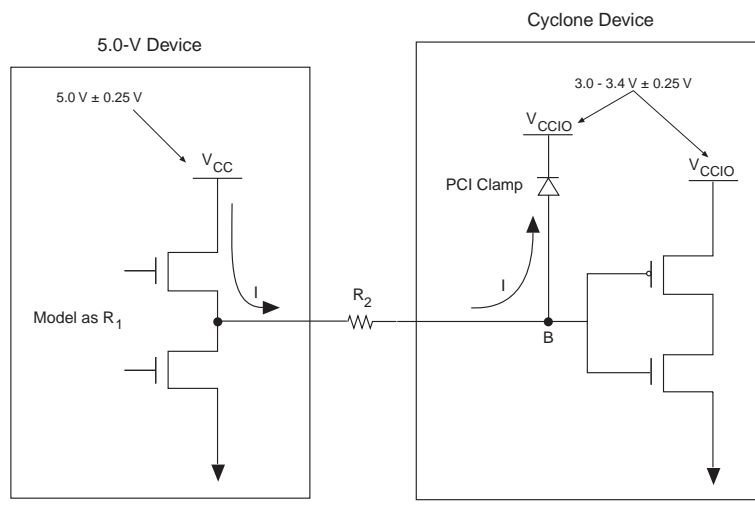 5.0-V Device
Cyclone Device
5.0 V ± 0.25 V
3.0 - 3.4 V ± 0.25 V
VCC
VCCIO
VCCIO
PCI Clamp
I
I
R2
Model as R1
B